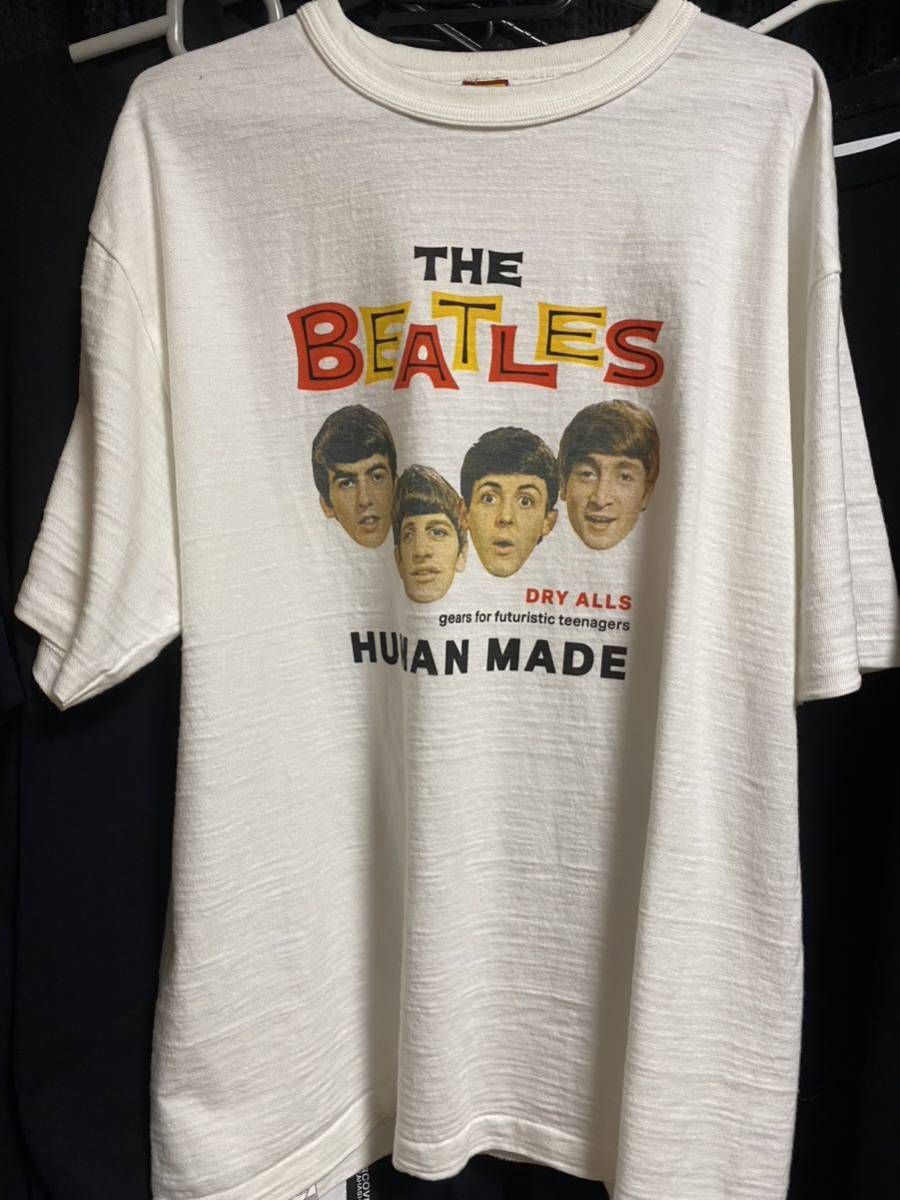 THE
BEATLES
DRY ALLS
gears for futuristic teenagers
HUMAN MADE